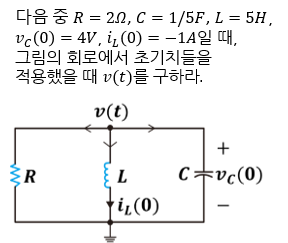 다음 중 R = 2Ω, C = 1/5F, L = 5H,
v_C(0) = 4V, i_L(0) = −1A일 때,
그림의 회로에서 초기치들을
적용했을 때 v(t)를 구하라.
v(t)
+
R
L
C
v_C(0)
i_L(0)
−